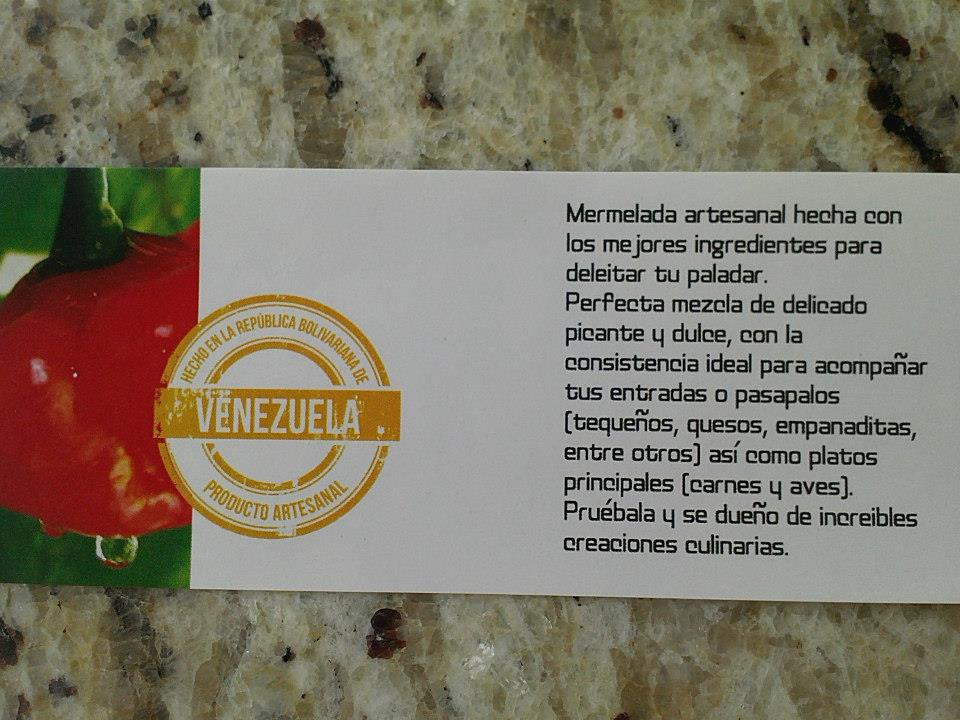 HECHO EN LA REPÚBLICA BOLIVARIANA DE
VENEZUELA
PRODUCTO ARTESANAL
Mermelada artesanal hecha con
los mejores ingredientes para
deleitar tu paladar.
Perfecta mezcla de delicado
picante y dulce, con la
consistencia ideal para acompañar
tus entradas o pasapalos
(tequeños, quesos, empanaditas,
entre otros) así como platos
principales (carnes y aves).
Pruébala y se dueño de increibles
creaciones culinarias.